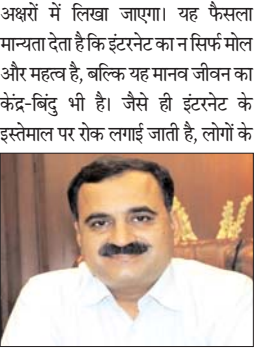 अक्षरों में लिखा जाएगा। यह फैसला
मान्यता देता है कि इंटरनेट का न सिर्फ मोल
और महत्व है, बल्कि यह मानव जीवन का
केंद्र-बिंदु भी है। जैसे ही इंटरनेट के
इस्तेमाल पर रोक लगाई जाती है, लोगों के